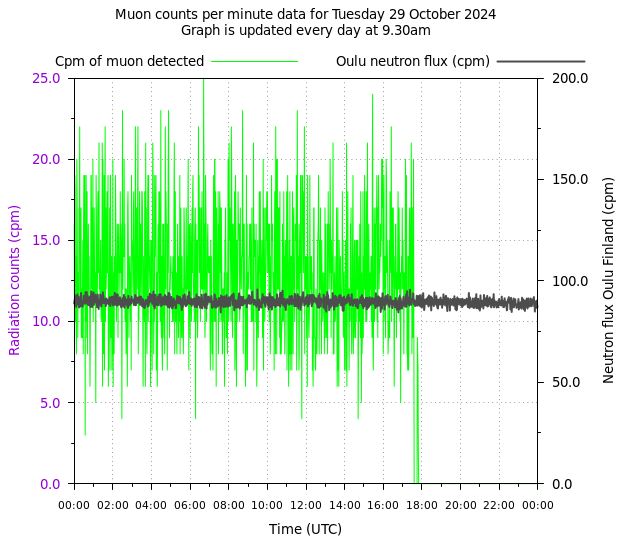 Muon counts per minute data for Tuesday 29 October 2024
Graph is updated every day at 9.30am
Cpm of muon detected
Oulu neutron flux (cpm)
25.0
20.0
15.0
10.0
5.0
0.0
Radiation counts (cpm)
200.0
150.0
100.0
50.0
0.0
Neutron flux Oulu Finland (cpm)
00:00 02:00 04:00 06:00 08:00 10:00 12:00 14:00 16:00 18:00 20:00 22:00 00:00
Time (UTC)